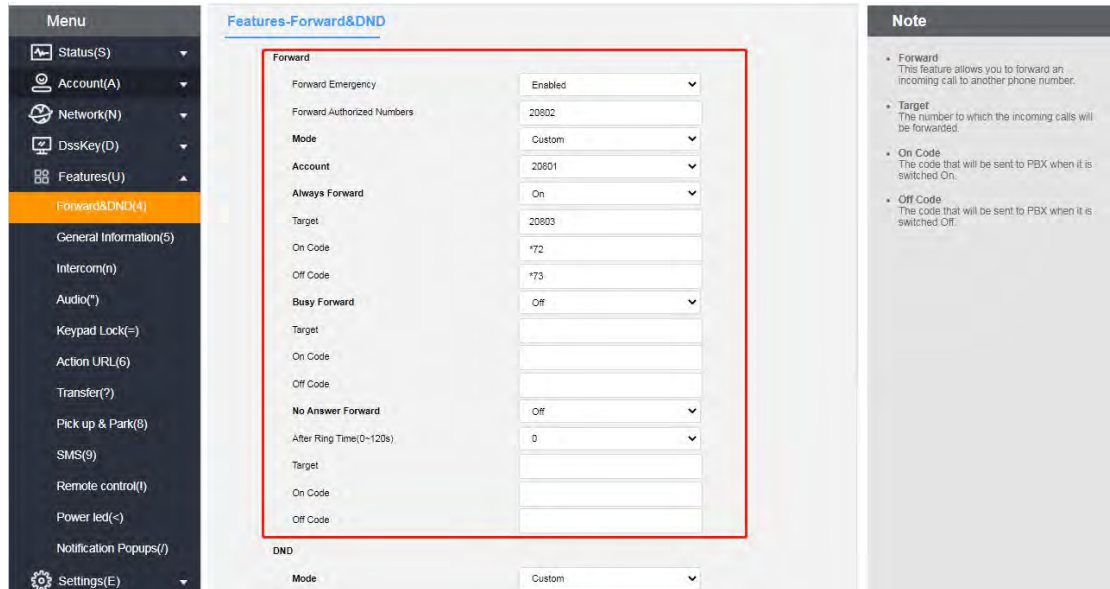 Menu
Status(S)
Account(A)
Network(N)
DssKey(D)
Features(U)
Forward&DND(4)
General Information(5)
Intercom(n)
Audio(")
Keypad Lock(=)
Action URL(6)
Transfer(?)
Pick up & Park(8)
SMS(9)
Remote control(!)
Power led(<)
Notification Popups(/)
Settings(E)
Features-Forward&DND
Forward
Forward Emergency Enabled
Forward Authorized Numbers 20802
Mode Custom
Account 20801
Always Forward On
Target 20803
On Code *72
Off Code *73
Busy Forward Off
Target
On Code
Off Code
No Answer Forward Off
After Ring Time(0~120s) 0
Target
On Code
Off Code
DND
Mode Custom
Note
Forward
This feature allows you to forward an
incoming call to another phone number.
Target
The number to which the incoming calls will
be forwarded.
On Code
The code that will be sent to PBX when it is
switched On.
Off Code
The code that will be sent to PBX when it is
switched Off.